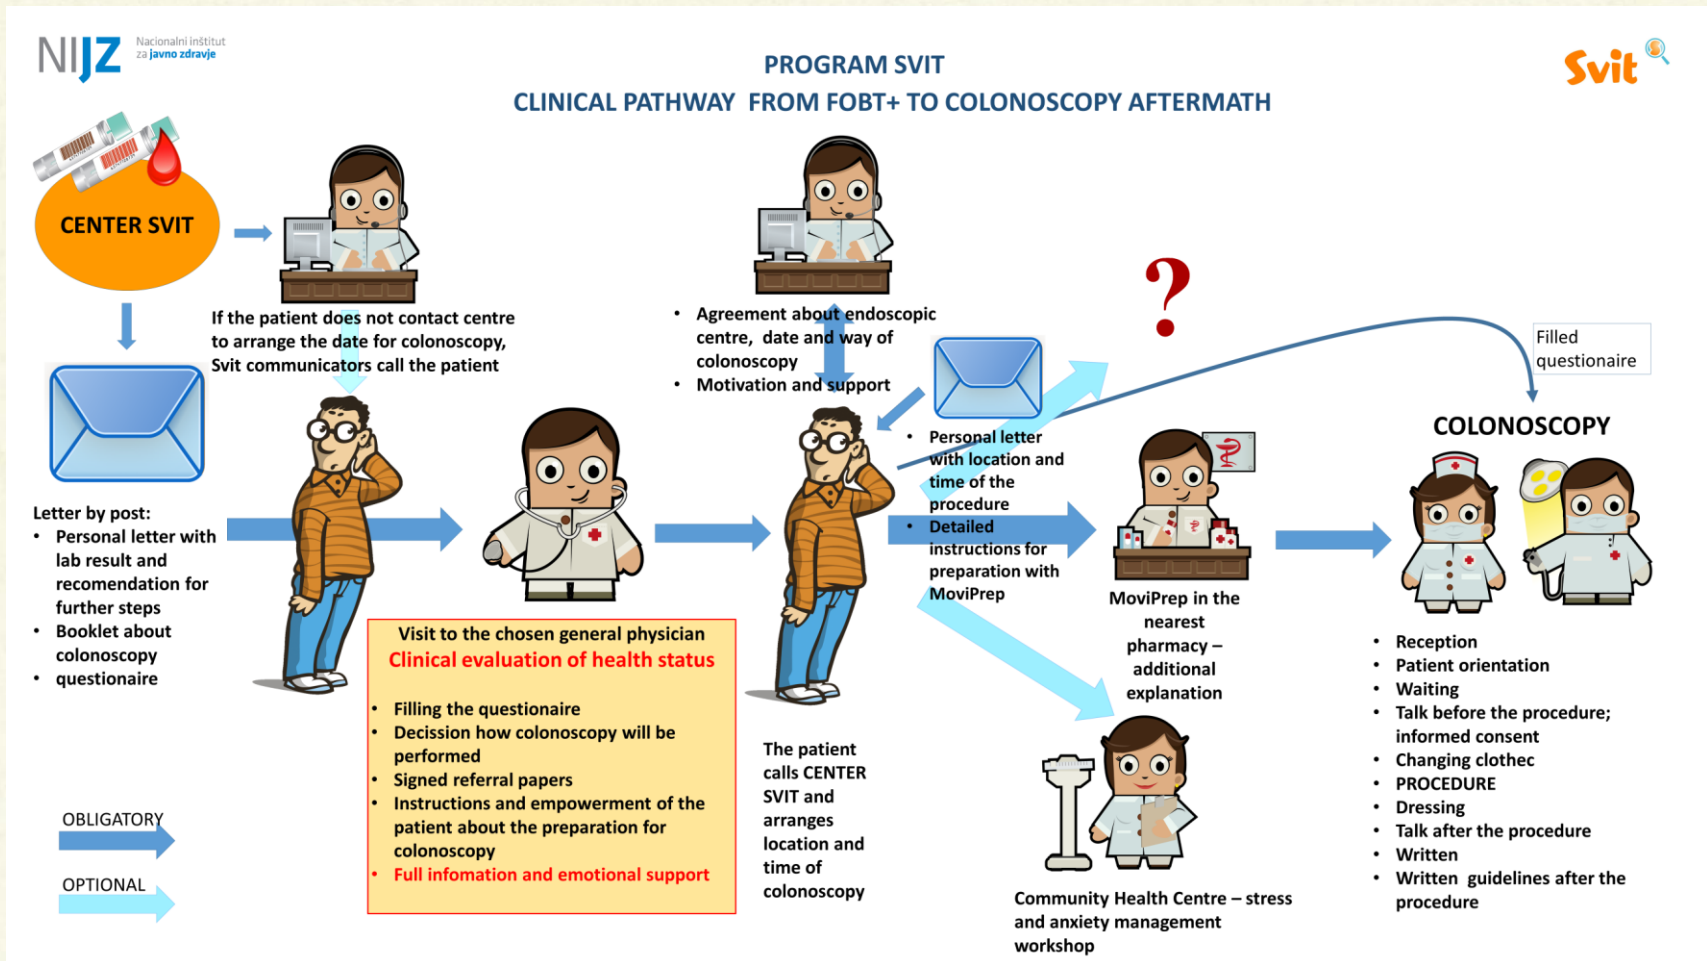 NIJZ
Nacionalni inštitut
za javno zdravje
PROGRAM SVIT
CLINICAL PATHWAY FROM FOBT+ TO COLONOSCOPY AFTERMATH
Svit
CENTER SVIT
If the patient does not contact centre
to arrange the date for colonoscopy,
Svit communicators call the patient
• Agreement about endoscopic
centre, date and way of
colonoscopy
• Motivation and support
?
Filled
questionaire
COLONOSCOPY
Letter by post:
• Personal letter with
lab result and
recomendation for
further steps
• Booklet about
colonoscopy
• questionaire
Visit to the chosen general physician
Clinical evaluation of health status
• Filling the questionaire
• Decission how colonoscopy will be
performed
• Signed referral papers
• Instructions and empowerment of the
patient about the preparation for
colonoscopy
• Full infomation and emotional support
The patient
calls CENTER
SVIT and
arranges
location and
time of
colonoscopy
• Personal letter
with location and
time of the
procedure
• Detailed
instructions for
preparation with
MoviPrep
MoviPrep in the
nearest
pharmacy –
additional
explanation
Community Health Centre – stress
and anxiety management
workshop
• Reception
• Patient orientation
• Waiting
• Talk before the procedure;
informed consent
• Changing clothec
• PROCEDURE
• Dressing
• Talk after the procedure
• Written
• Written guidelines after the
procedure
OBLIGATORY
OPTIONAL